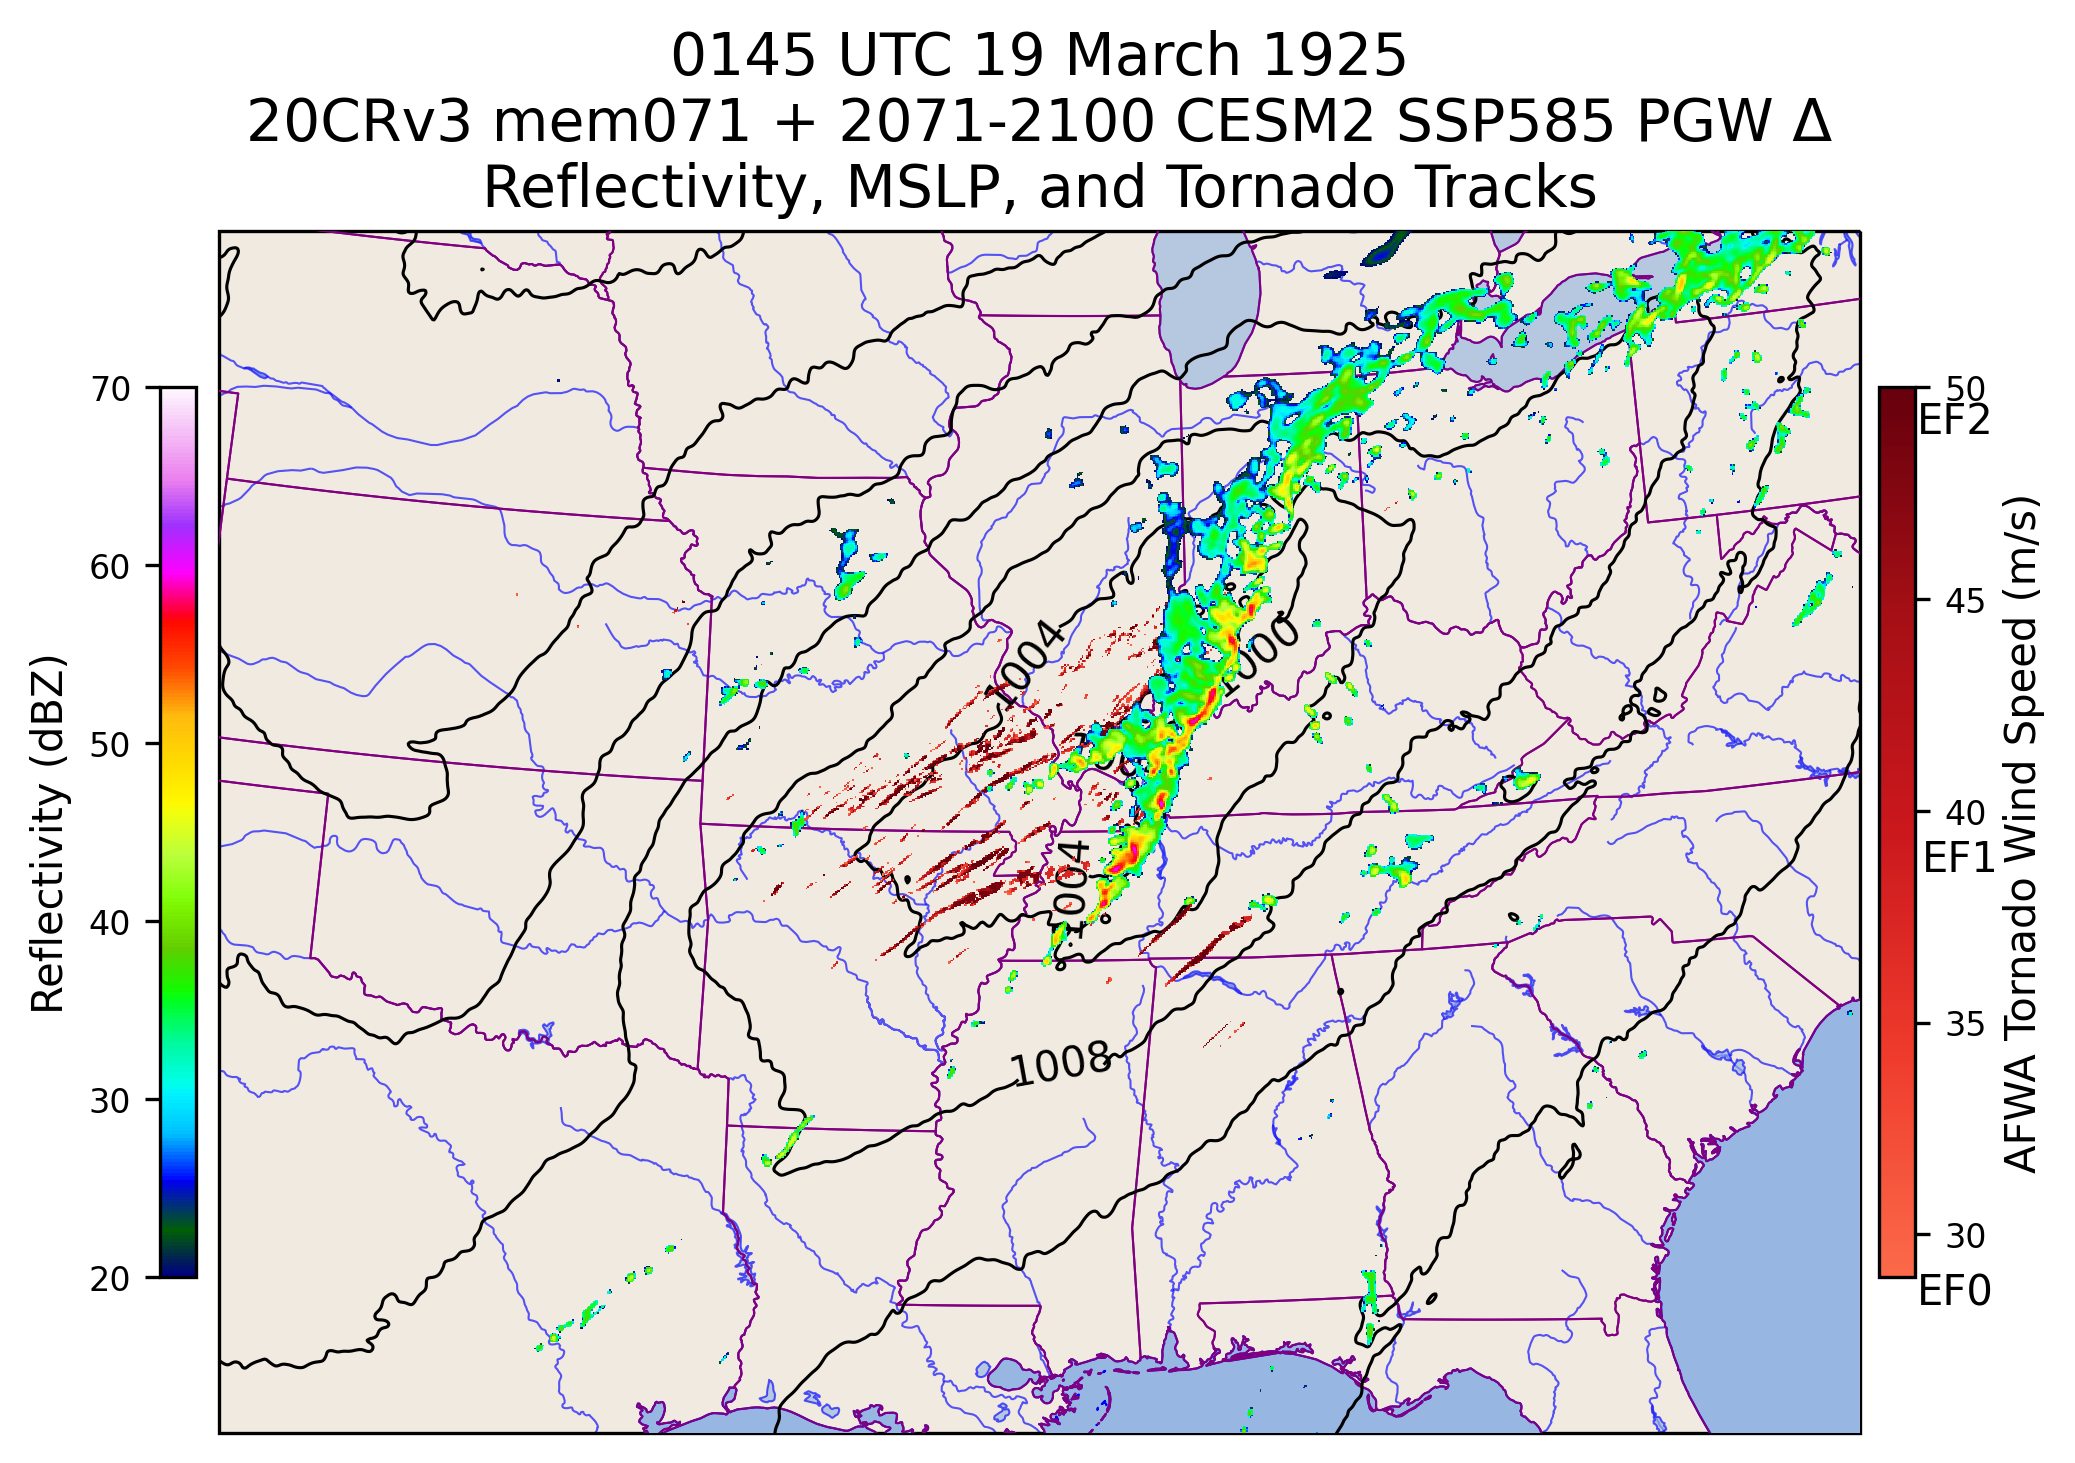 0145 UTC 19 March 1925
20CRv3 mem071 + 2071-2100 CESM2 SSP585 PGW Δ
Reflectivity, MSLP, and Tornado Tracks
Reflectivity (dBZ)
70
60
50
40
30
20
1004
1000
1004
1008
50
EF2
45
40
EF1
35
30
EF0
AFWA Tornado Wind Speed (m/s)